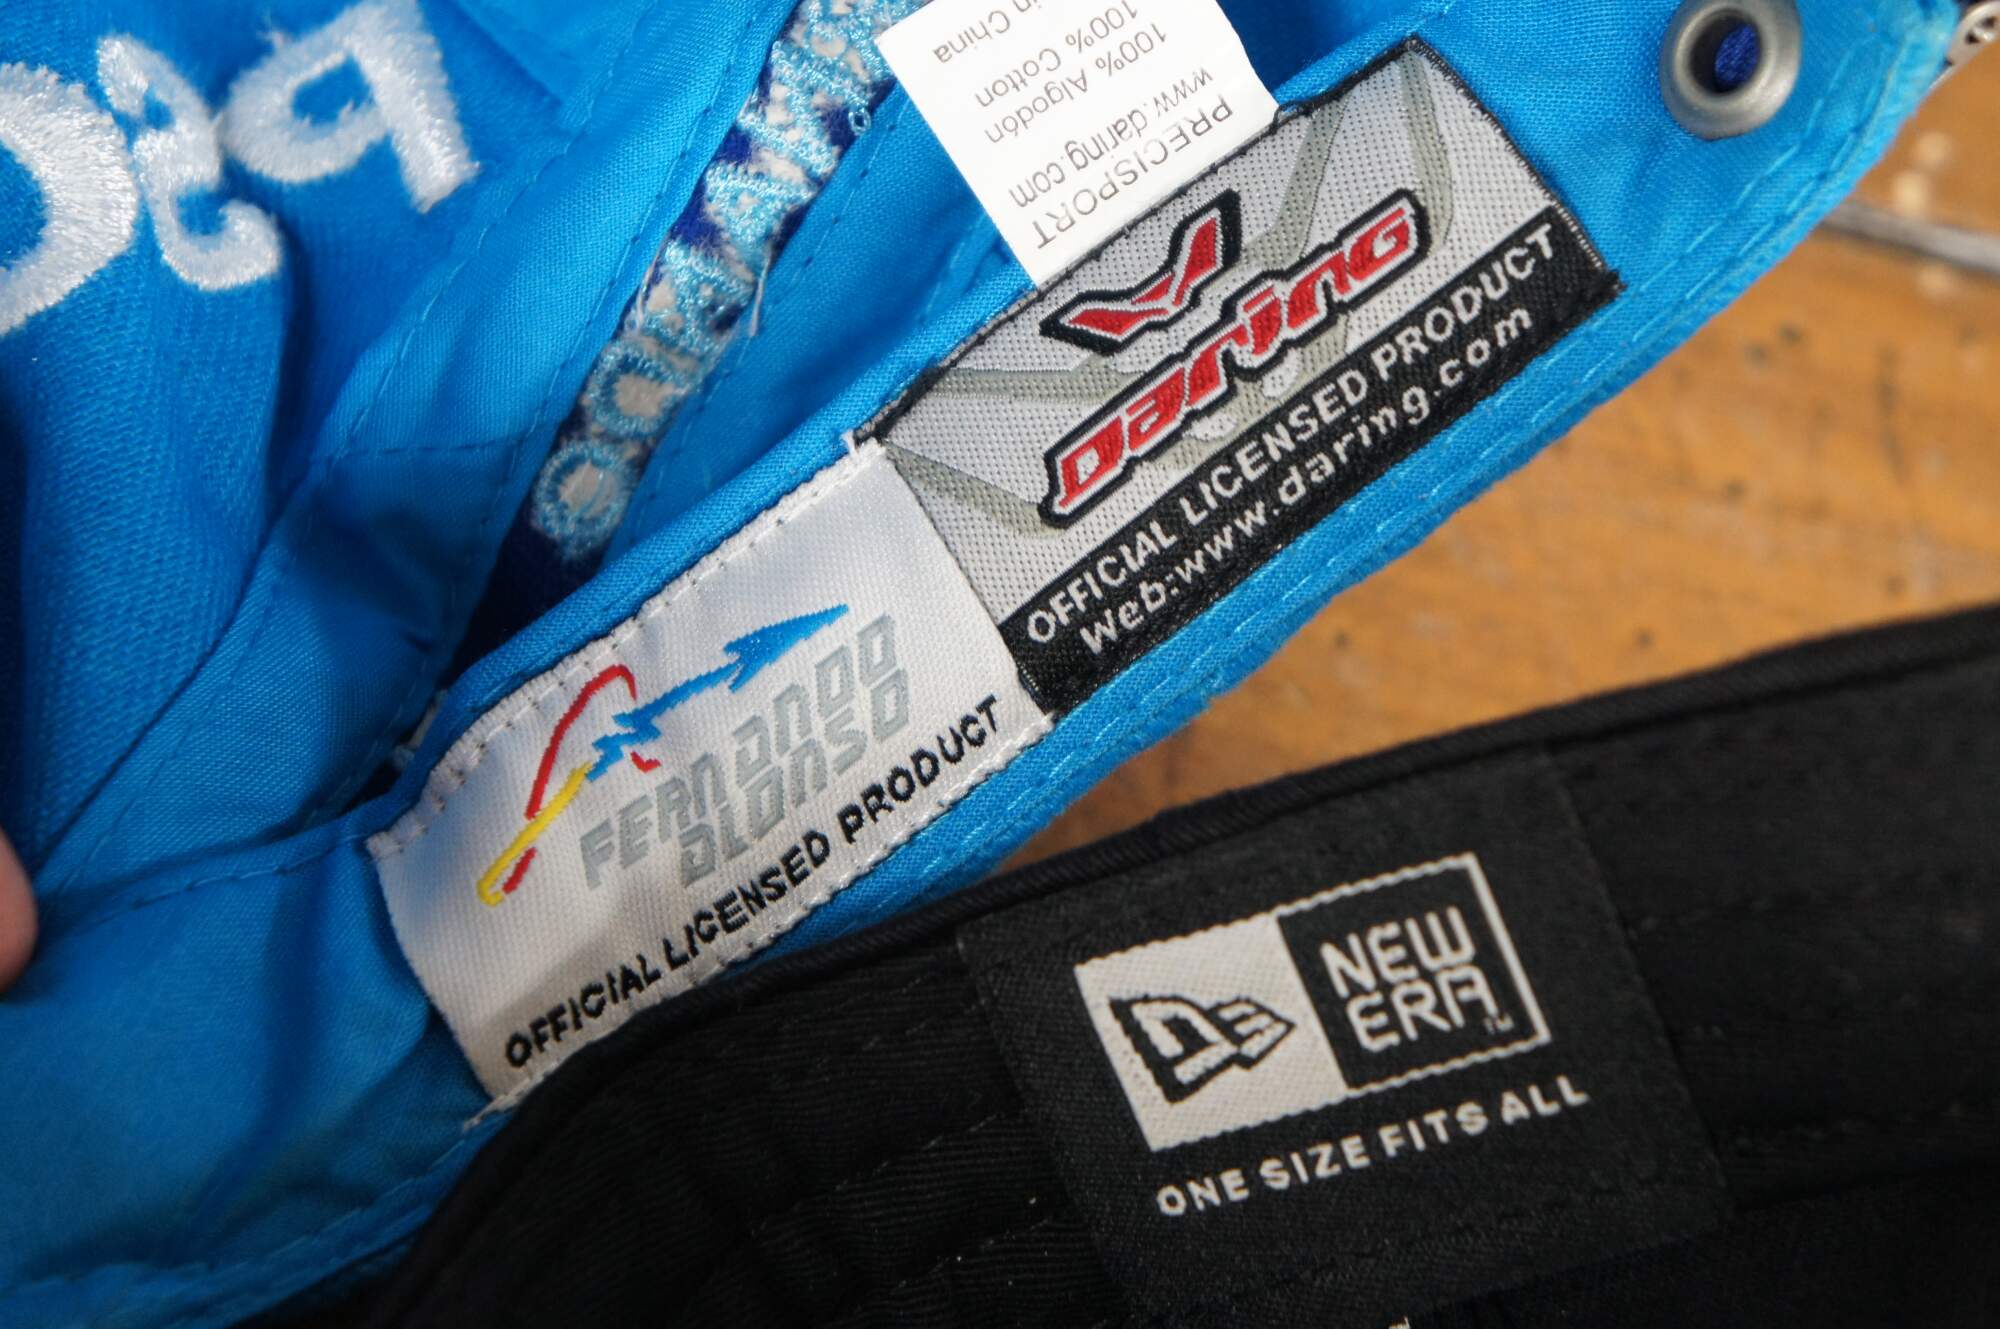 PRECISPORT
www.daring.com
100% Algodón
100% Cotton
in China
Daring
OFFICIAL LICENSED PRODUCT
Web:www.daring.com
FERNANDO
ALONSO
OFFICIAL LICENSED PRODUCT
NEW
ERA™
ONE SIZE FITS ALL